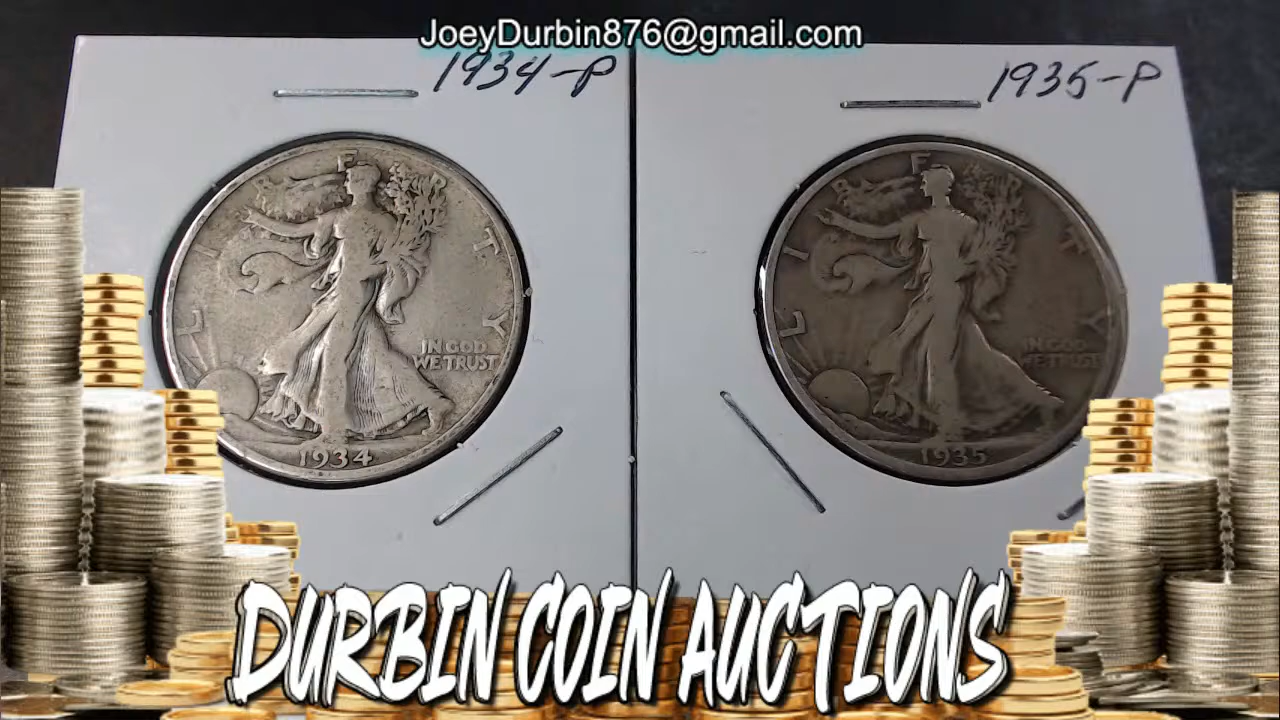 JoeyDurbin876@gmail.com
1934-P
1935-P
LIBERTY
IN GOD
WE TRUST
1934
LIBERTY
IN GOD
WE TRUST
1935
DURBIN COIN AUCTIONS